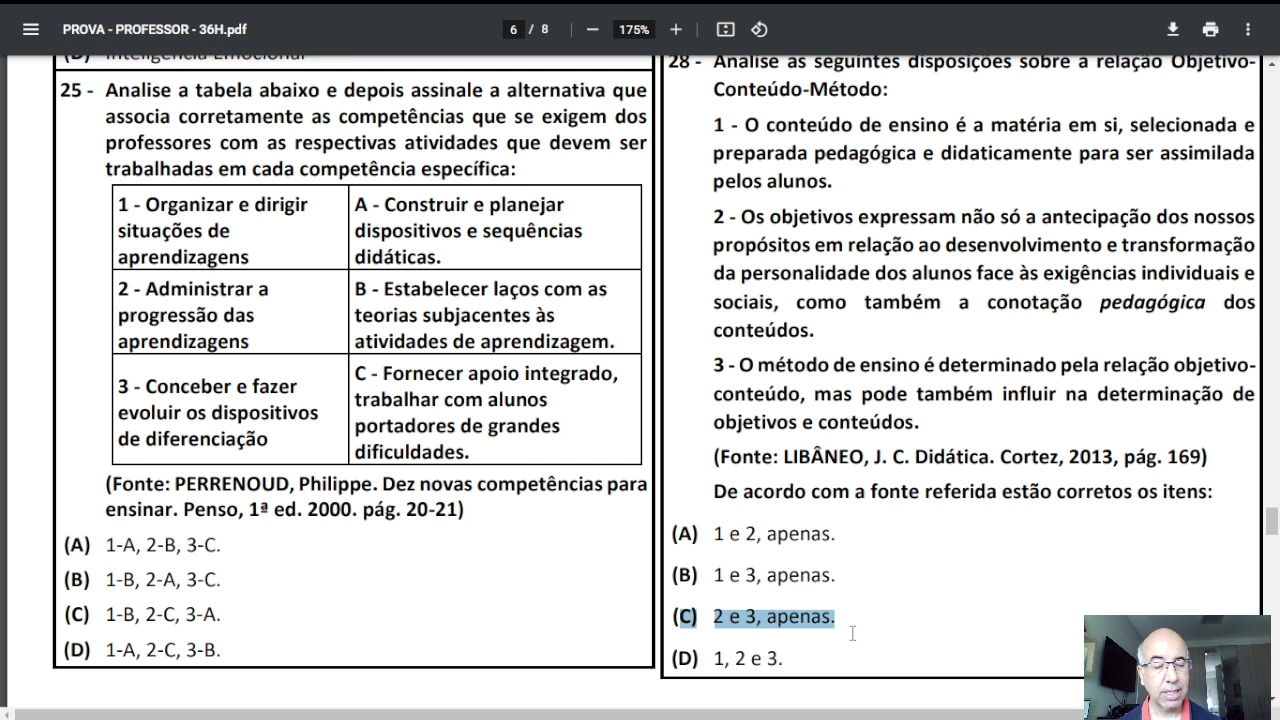 PROVA - PROFESSOR - 36H.pdf
6 / 8
175%
(D) Inteligência Emocional
25 - Analise a tabela abaixo e depois assinale a alternativa que
associa corretamente as competências que se exigem dos
professores com as respectivas atividades que devem ser
trabalhadas em cada competência específica:
1 - Organizar e dirigir
situações de
aprendizagens
A - Construir e planejar
dispositivos e sequências
didáticas.
2 - Administrar a
progressão das
aprendizagens
B - Estabelecer laços com as
teorias subjacentes às
atividades de aprendizagem.
3 - Conceber e fazer
evoluir os dispositivos
de diferenciação
C - Fornecer apoio integrado,
trabalhar com alunos
portadores de grandes
dificuldades.
(Fonte: PERRENOUD, Philippe. Dez novas competências para
ensinar. Penso, 1ª ed. 2000. pág. 20-21)
(A) 1-A, 2-B, 3-C.
(B) 1-B, 2-A, 3-C.
(C) 1-B, 2-C, 3-A.
(D) 1-A, 2-C, 3-B.
28 - Analise as seguintes disposições sobre a relação Objetivo-
Conteúdo-Método:
1 - O conteúdo de ensino é a matéria em si, selecionada e
preparada pedagógica e didaticamente para ser assimilada
pelos alunos.
2 - Os objetivos expressam não só a antecipação dos nossos
propósitos em relação ao desenvolvimento e transformação
da personalidade dos alunos face às exigências individuais e
sociais, como também a conotação pedagógica dos
conteúdos.
3 - O método de ensino é determinado pela relação objetivo-
conteúdo, mas pode também influir na determinação de
objetivos e conteúdos.
(Fonte: LIBÂNEO, J. C. Didática. Cortez, 2013, pág. 169)
De acordo com a fonte referida estão corretos os itens:
(A) 1 e 2, apenas.
(B) 1 e 3, apenas.
(C) 2 e 3, apenas.
(D) 1, 2 e 3.